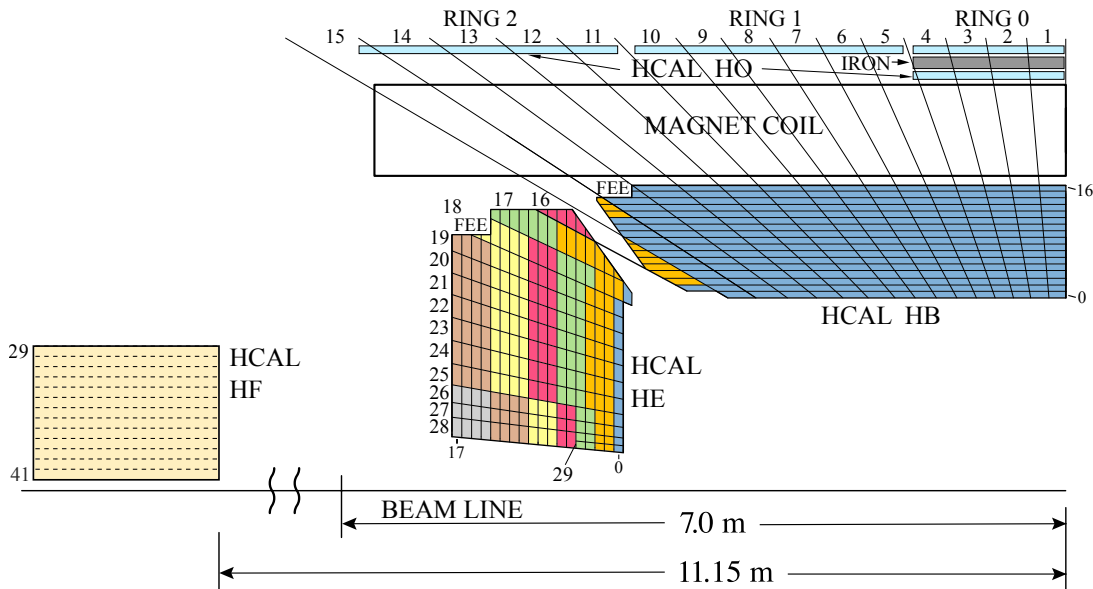 RING 2 RING 1 RING 0
15 14 13 12 11 10 9 8 7 6 5 4 3 2 1
HCAL HO IRON
MAGNET COIL
FEE 16
18 17 16
FEE
19
20
21
22
23
24
25
26
27
28
17 29 0
0
HCAL HB
HCAL
HE
29 HCAL
HF
41
BEAM LINE
7.0 m
11.15 m